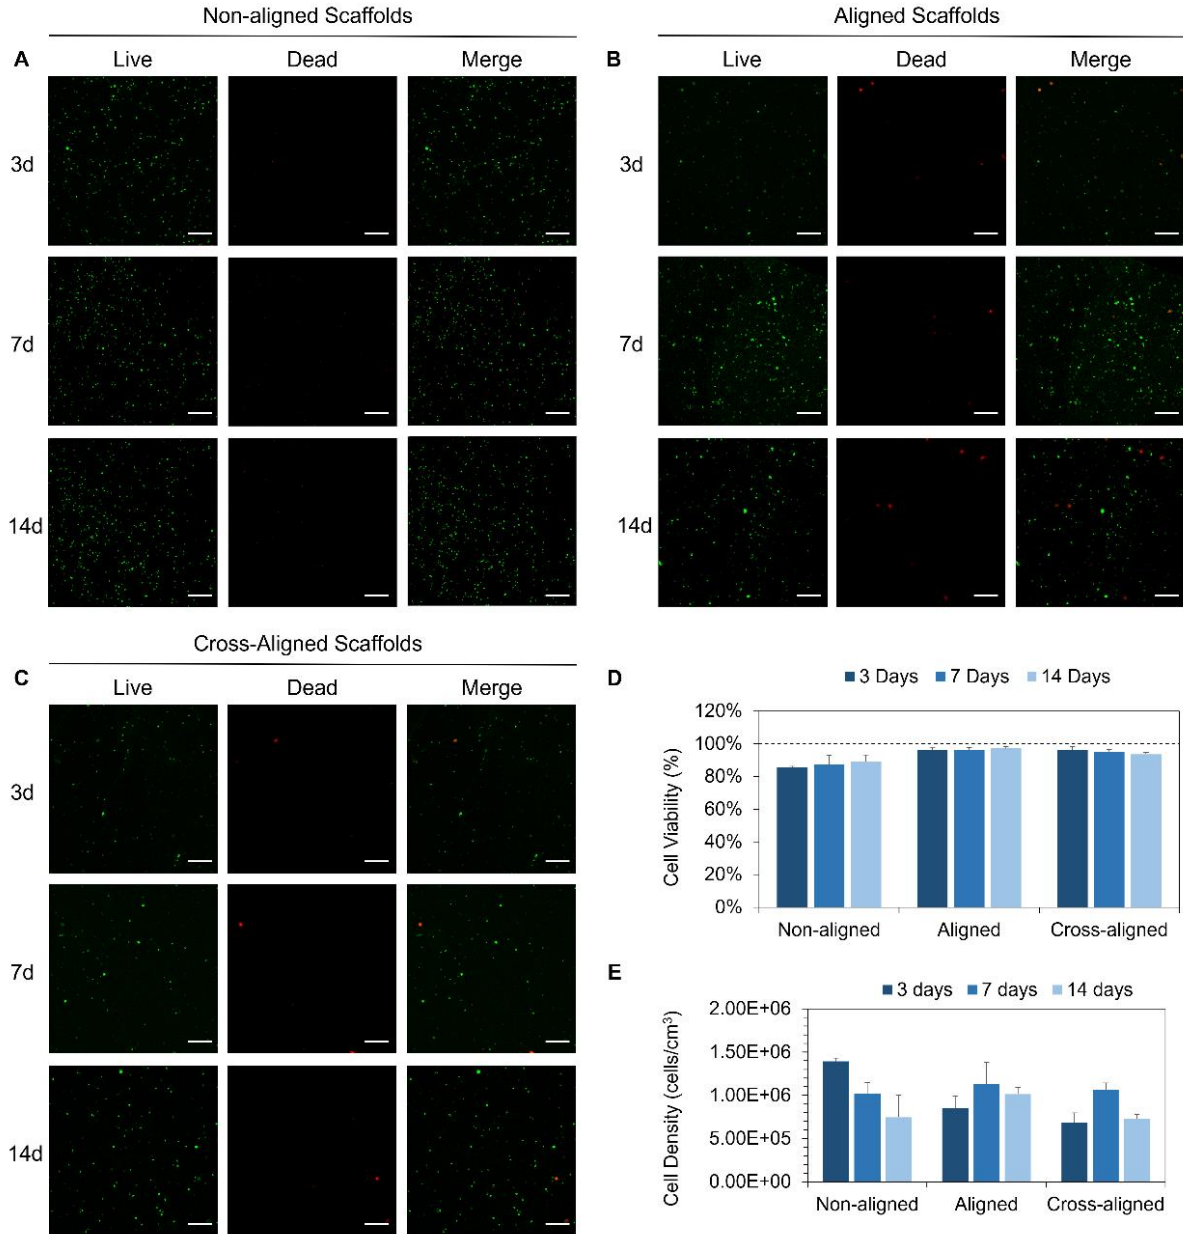 Non-aligned Scaffolds
A
Live Dead Merge
3d
7d
14d
Aligned Scaffolds
B
Live Dead Merge
3d
7d
14d
Cross-Aligned Scaffolds
C
Live Dead Merge
3d
7d
14d
D
3 Days 7 Days 14 Days
Cell Viability (%)
120%
100%
80%
60%
40%
20%
0%
Non-aligned Aligned Cross-aligned
E
3 days 7 days 14 days
Cell Density (cells/cm³)
2.00E+06
1.50E+06
1.00E+06
5.00E+05
0.00E+00
Non-aligned Aligned Cross-aligned